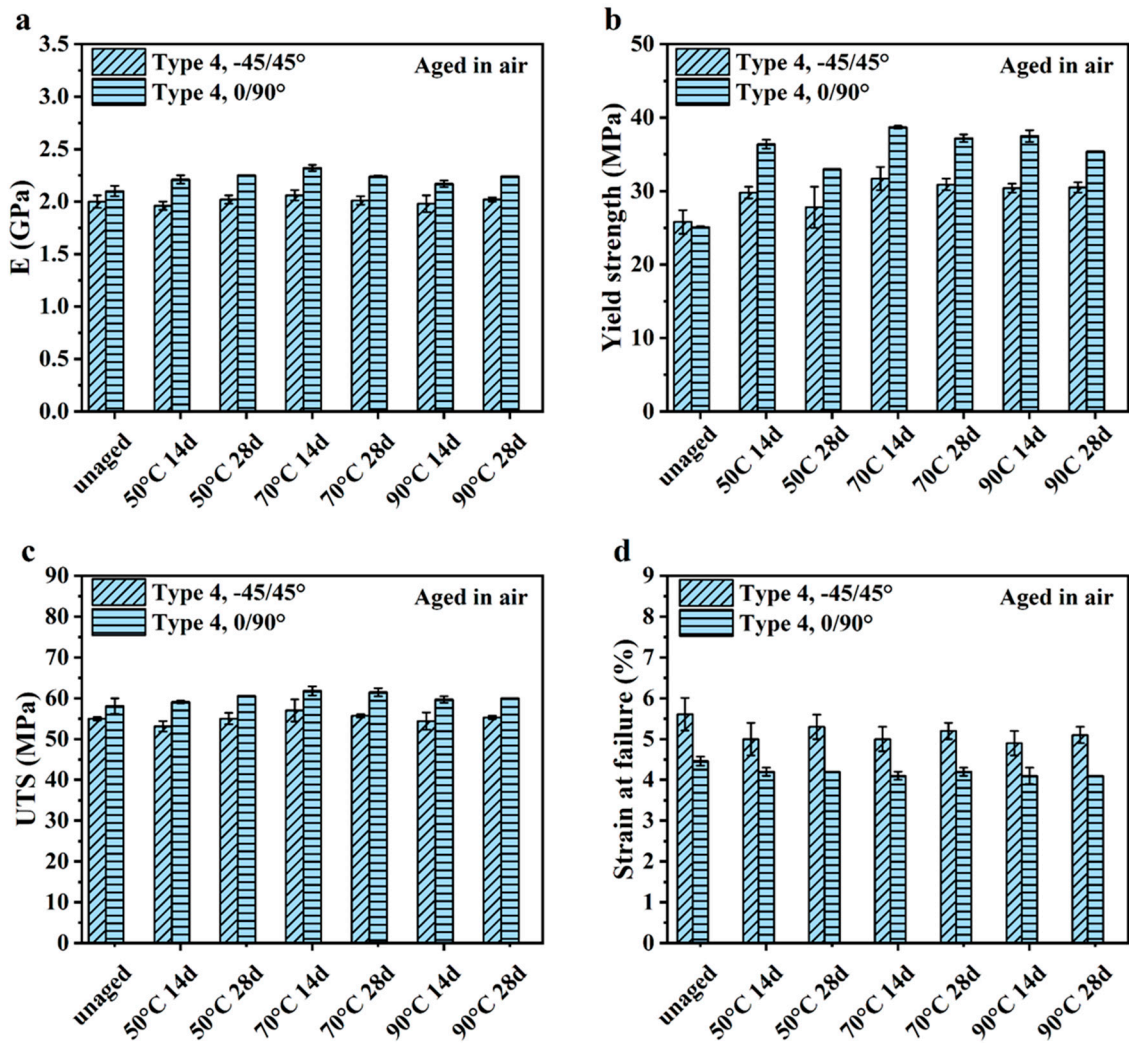 a
E (GPa)
3.5
3.0
2.5
2.0
1.5
1.0
0.5
0.0
Type 4, -45/45°
Type 4, 0/90°
Aged in air
unaged
50°C 14d
50°C 28d
70°C 14d
70°C 28d
90°C 14d
90°C 28d
b
Yield strength (MPa)
50
40
30
20
10
0
Type 4, -45/45°
Type 4, 0/90°
Aged in air
unaged
50C 14d
50C 28d
70C 14d
70C 28d
90C 14d
90C 28d
c
UTS (MPa)
90
80
70
60
50
40
30
20
10
0
Type 4, -45/45°
Type 4, 0/90°
Aged in air
unaged
50°C 14d
50°C 28d
70°C 14d
70°C 28d
90°C 14d
90°C 28d
d
Strain at failure (%)
9
8
7
6
5
4
3
2
1
0
Type 4, -45/45°
Type 4, 0/90°
Aged in air
unaged
50°C 14d
50°C 28d
70°C 14d
70°C 28d
90°C 14d
90°C 28d